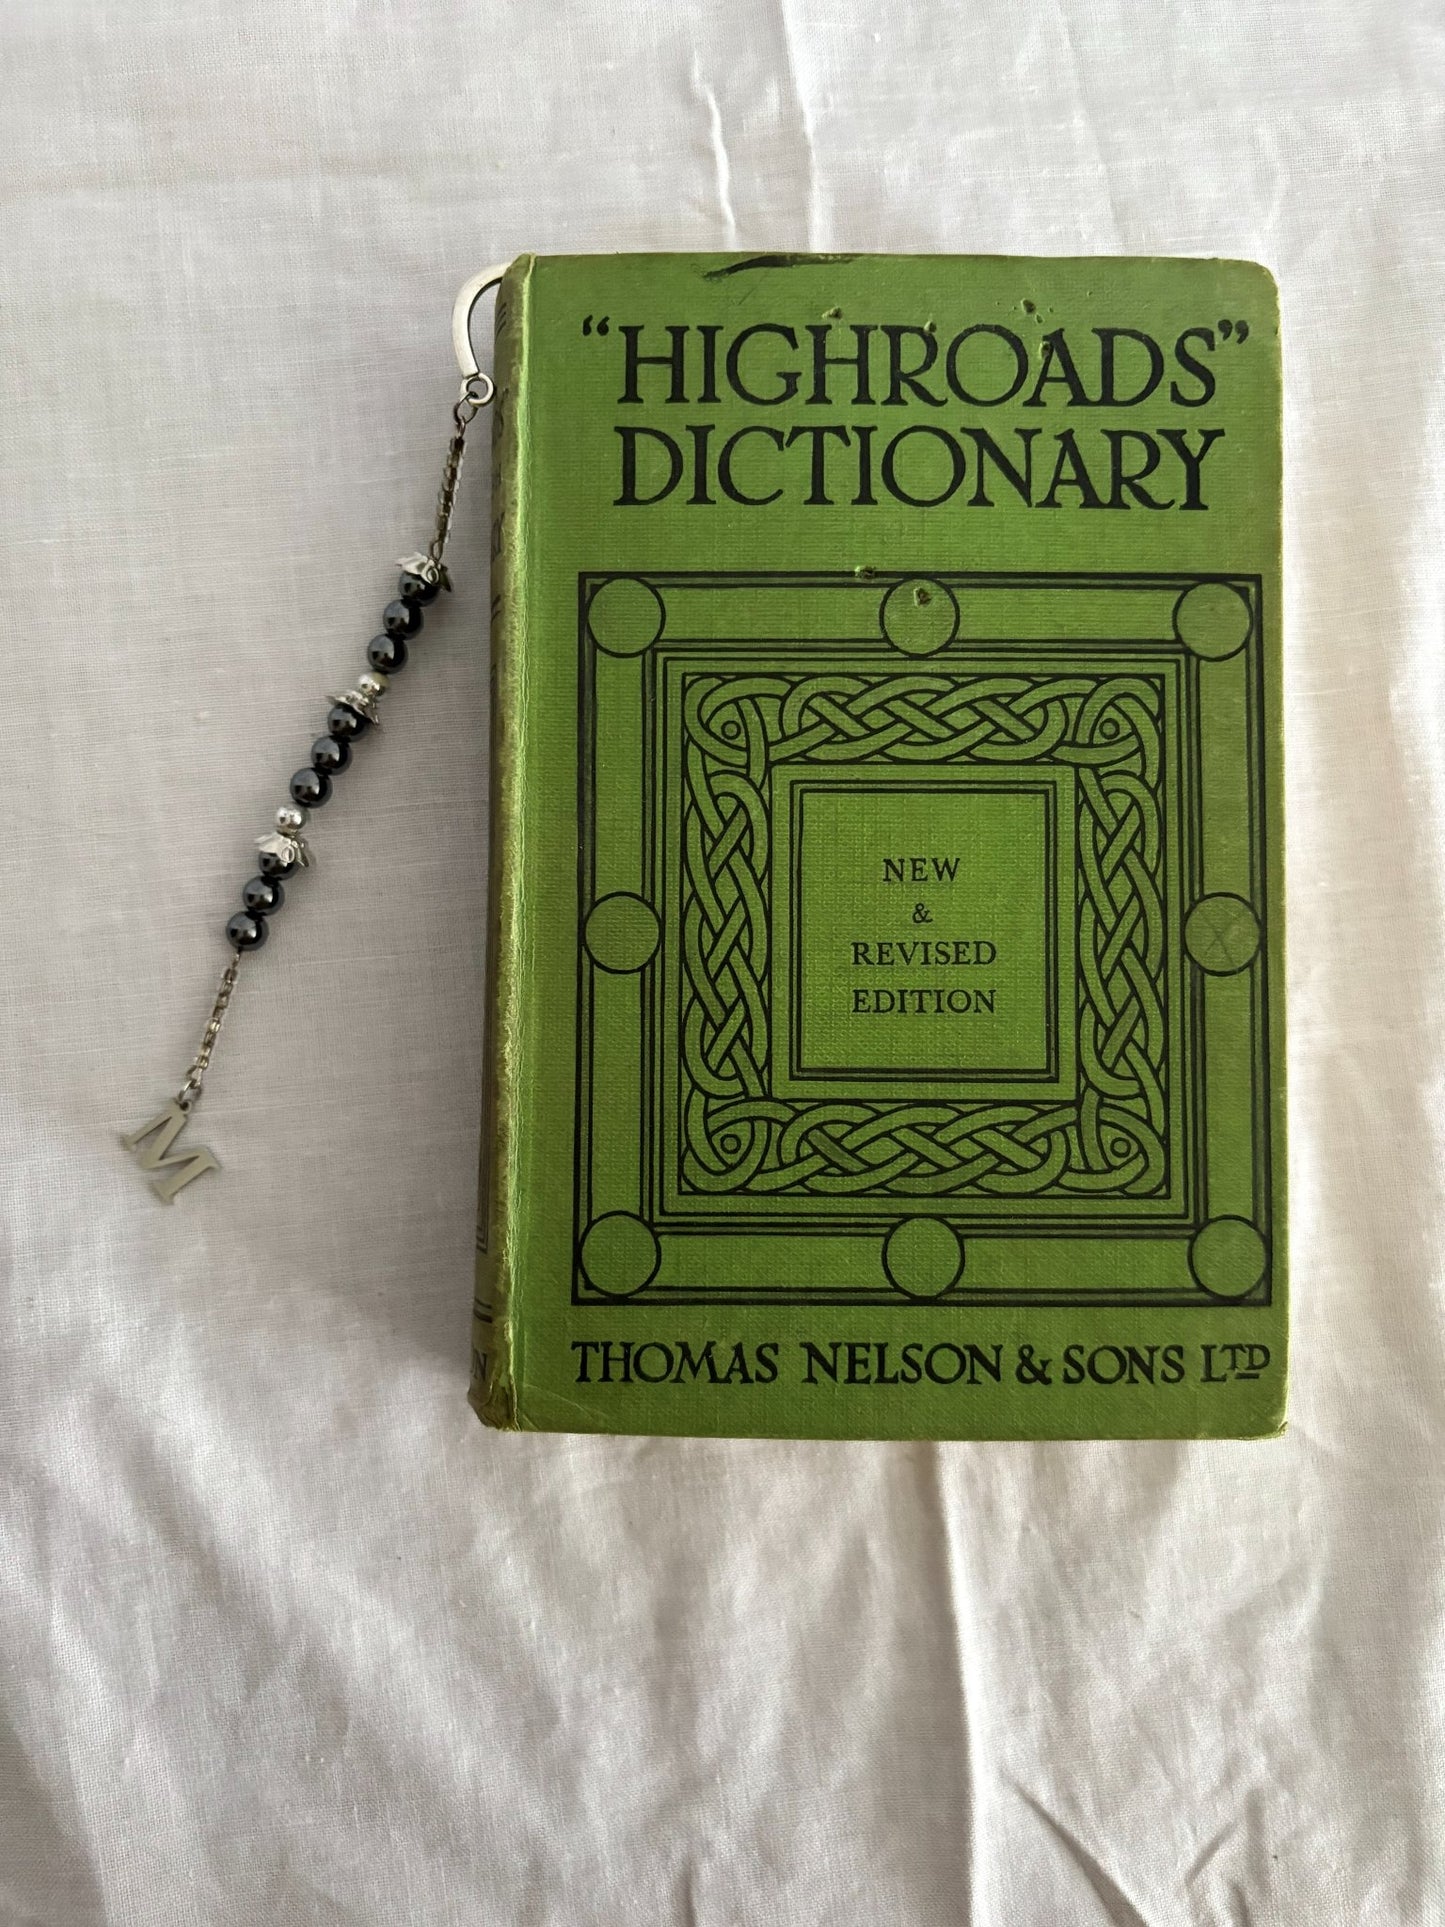 “HIGHROADS”
DICTIONARY
NEW
&
REVISED
EDITION
THOMAS NELSON & SONS LTD
M